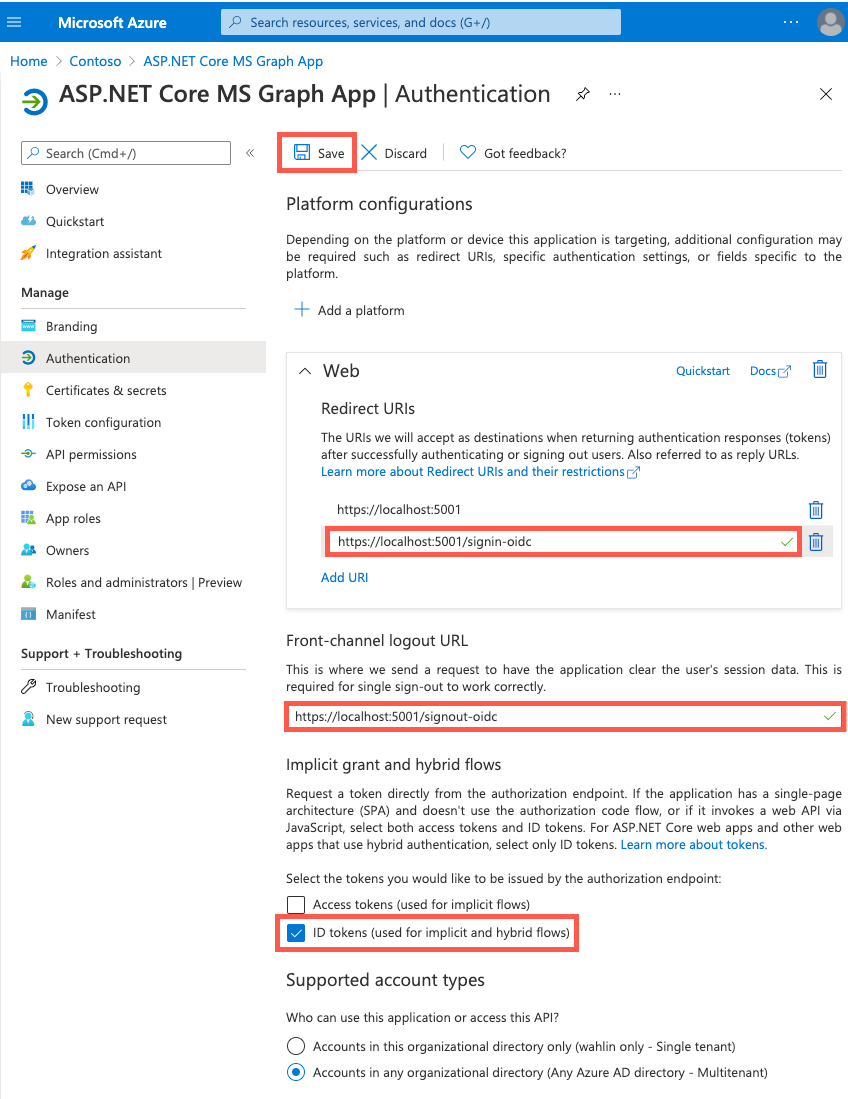 Microsoft Azure
Search resources, services, and docs (G+/)
···
Home > Contoso > ASP.NET Core MS Graph App
ASP.NET Core MS Graph App | Authentication
···
Search (Cmd+/)
«
Save
Discard
Got feedback?
Overview
Quickstart
Integration assistant
Manage
Branding
Authentication
Certificates & secrets
Token configuration
API permissions
Expose an API
App roles
Owners
Roles and administrators | Preview
Manifest
Support + Troubleshooting
Troubleshooting
New support request
Platform configurations
Depending on the platform or device this application is targeting, additional configuration may
be required such as redirect URIs, specific authentication settings, or fields specific to the
platform.
Add a platform
Web
Quickstart
Docs
Redirect URIs
The URIs we will accept as destinations when returning authentication responses (tokens)
after successfully authenticating or signing out users. Also referred to as reply URLs.
Learn more about Redirect URIs and their restrictions
https://localhost:5001
https://localhost:5001/signin-oidc
Add URI
Front-channel logout URL
This is where we send a request to have the application clear the user's session data. This is
required for single sign-out to work correctly.
https://localhost:5001/signout-oidc
Implicit grant and hybrid flows
Request a token directly from the authorization endpoint. If the application has a single-page
architecture (SPA) and doesn't use the authorization code flow, or if it invokes a web API via
JavaScript, select both access tokens and ID tokens. For ASP.NET Core web apps and other web
apps that use hybrid authentication, select only ID tokens. Learn more about tokens.
Select the tokens you would like to be issued by the authorization endpoint:
Access tokens (used for implicit flows)
ID tokens (used for implicit and hybrid flows)
Supported account types
Who can use this application or access this API?
Accounts in this organizational directory only (wahlin only - Single tenant)
Accounts in any organizational directory (Any Azure AD directory - Multitenant)